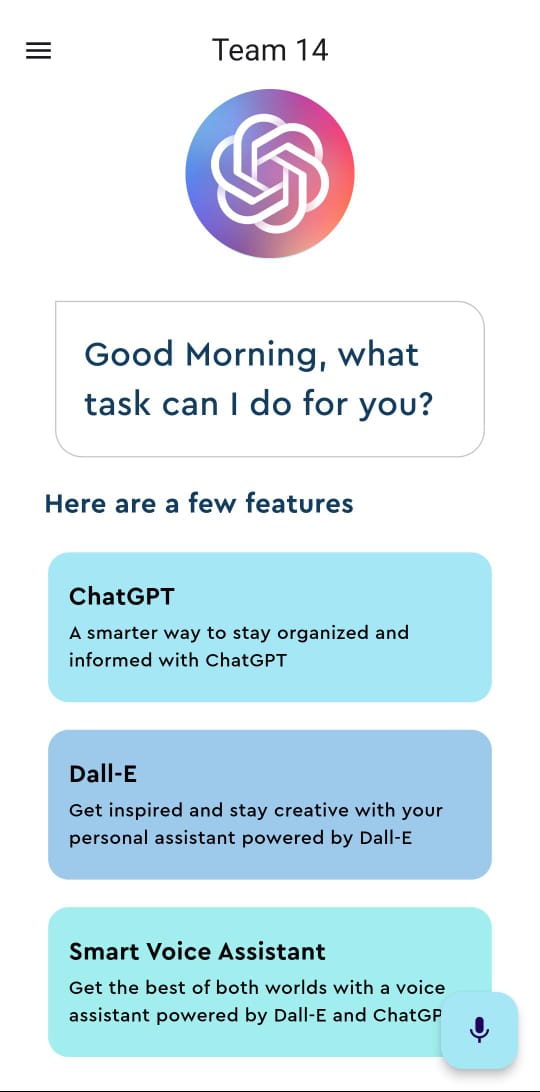 Team 14
Good Morning, what
task can I do for you?
Here are a few features
ChatGPT
A smarter way to stay organized and
informed with ChatGPT
Dall-E
Get inspired and stay creative with your
personal assistant powered by Dall-E
Smart Voice Assistant
Get the best of both worlds with a voice
assistant powered by Dall-E and